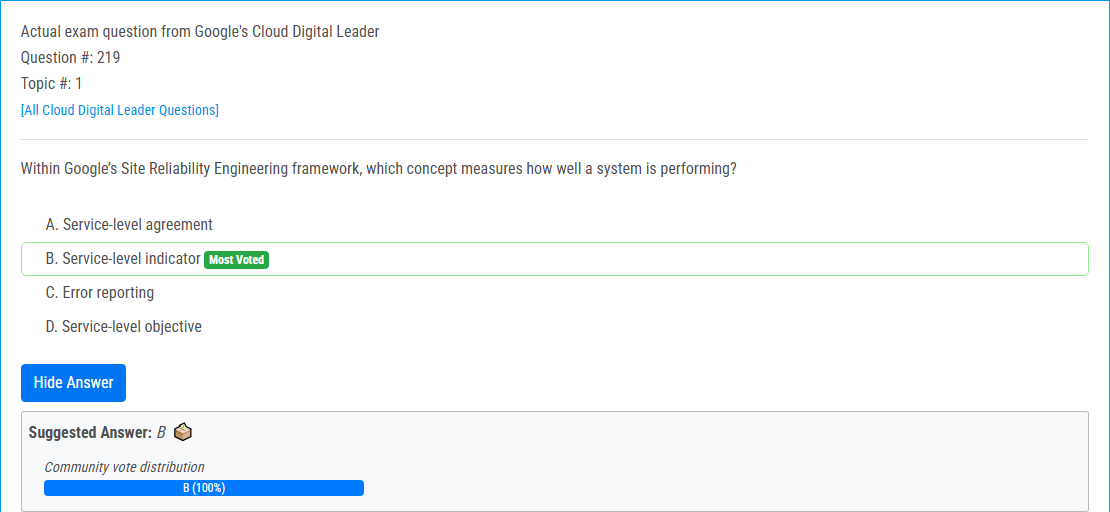 Actual exam question from Google's Cloud Digital Leader
Question #: 219
Topic #: 1
[All Cloud Digital Leader Questions]
Within Google’s Site Reliability Engineering framework, which concept measures how well a system is performing?
A. Service-level agreement
B. Service-level indicator Most Voted
C. Error reporting
D. Service-level objective
Hide Answer
Suggested Answer: B
Community vote distribution
B (100%)